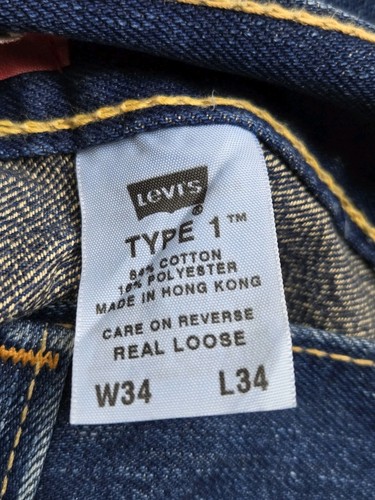 Levi's
®
TYPE 1™
84% COTTON
16% POLYESTER
MADE IN HONG KONG
CARE ON REVERSE
REAL LOOSE
W34 L34